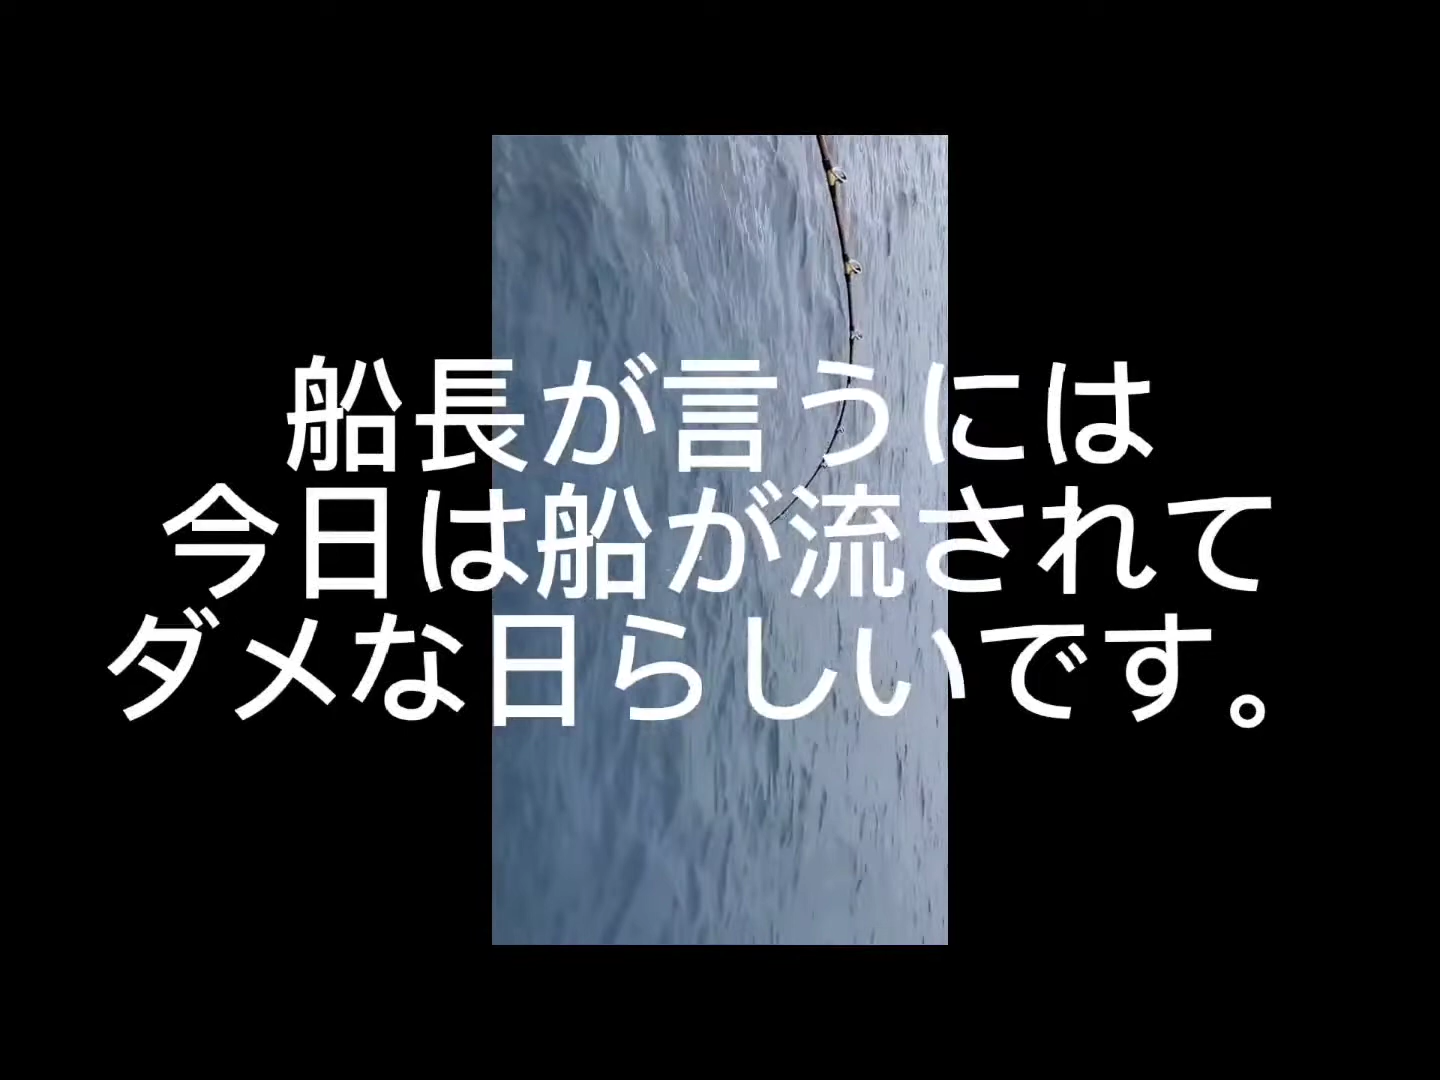 船長が言うには
今日は船が流されて
ダメな日らしいです。